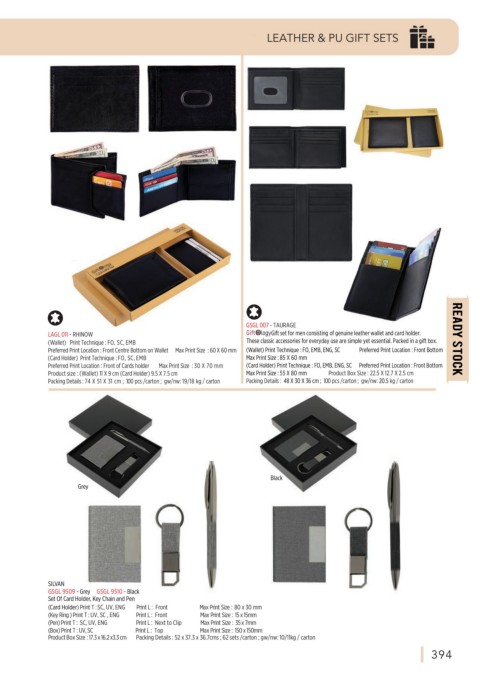 LEATHER & PU GIFT SETS
LAGL 011 - RHINOW
(Wallet) Print Technique : FO, SC, EMB
Preferred Print Location : Front Centre Bottom on Wallet Max Print Size : 60 X 60 mm
(Card Holder) Print Technique : FO, SC, EMB
Preferred Print Location : Front of Cards holder Max Print Size : 30 X 70 mm
Product size : (Wallet) 11 X 9 cm (Card Holder) 9.5 X 7.5 cm
Packing Details : 74 X 51 X 31 cm ; 100 pcs /carton ; gw/nw: 19/18 kg / carton
GSGL 007 - TAURAGE
GiftOlogyGift set for men consisting of genuine leather wallet and card holder.
These classic accessories for everyday use are simple yet essential. Packed in a gift box.
(Wallet) Print Technique : FO, EMB, ENG, SC Preferred Print Location : Front Bottom
Max Print Size : 85 X 60 mm
(Card Holder) Print Technique : FO, EMB, ENG, SC Preferred Print Location : Front Bottom
Max Print Size : 55 X 80 mm Product Box Size : 22.5 X 12.7 X 2.5 cm
Packing Details : 48 X 30 X 36 cm ; 100 pcs /carton ; gw/nw: 20.5 kg / carton
READY STOCK
Grey
Black
SILVAN
GSGL 9509 - Grey GSGL 9510 - Black
Set Of Card Holder, Key Chain and Pen
(Card Holder) Print T : SC, UV, ENG Print L : Front Max Print Size : 80 x 30 mm
(Key Ring ) Print T : UV, SC , ENG Print L : Front Max Print Size : 15 x 15mm
(Pen) Print T : SC, UV, ENG Print L : Next to Clip Max Print Size : 35 x 7mm
(Box) Print T : UV, SC Print L : Top Max Print Size : 150 x 150mm
Product Box Size : 17.3 x 16.2 x3.3 cm Packing Details : 52 x 37.3 x 36.7cms ; 62 sets /carton ; gw/nw: 10/11kg / carton
394